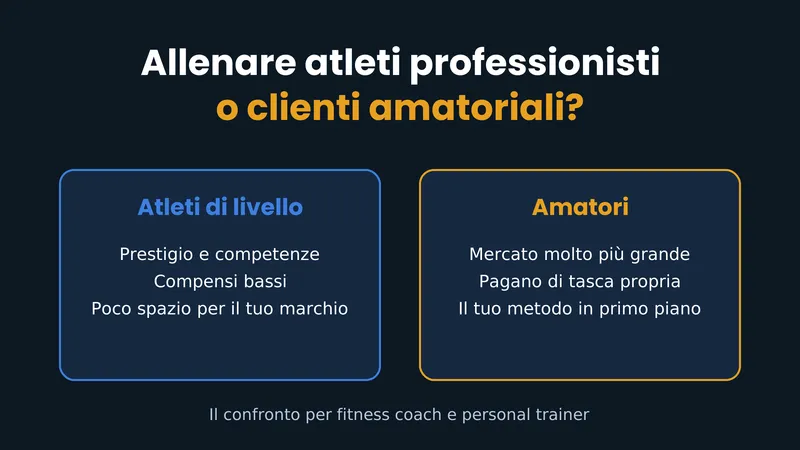 Allenare atleti professionisti
o clienti amatoriali?
Atleti di livello
Prestigio e competenze
Compensi bassi
Poco spazio per il tuo marchio
Amatori
Mercato molto più grande
Pagano di tasca propria
Il tuo metodo in primo piano
Il confronto per fitness coach e personal trainer